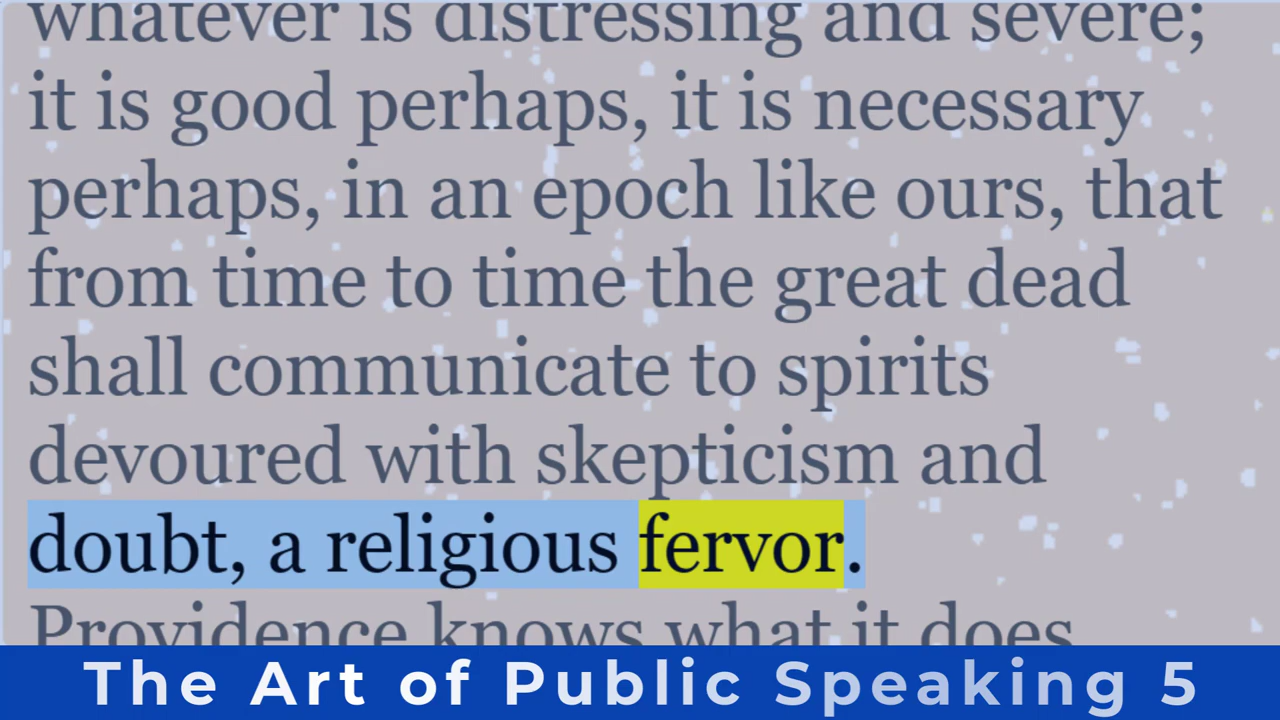 whatever is distressing and severe;
it is good perhaps, it is necessary
perhaps, in an epoch like ours, that
from time to time the great dead
shall communicate to spirits
devoured with skepticism and
doubt, a religious fervor.
Providence knows what it does
The Art of Public Speaking 5